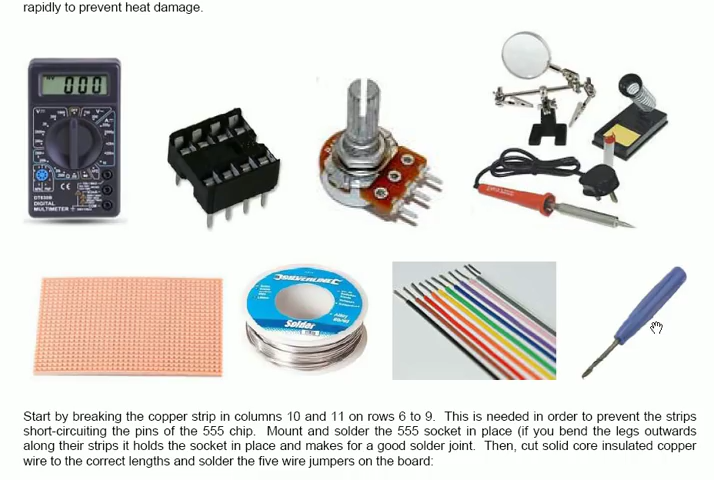 rapidly to prevent heat damage.
000
DT830B
DIGITAL
MULTIMETER
SILVERLINE
Solder
60/40
Start by breaking the copper strip in columns 10 and 11 on rows 6 to 9. This is needed in order to prevent the strips
short-circuiting the pins of the 555 chip. Mount and solder the 555 socket in place (if you bend the legs outwards
along their strips it holds the socket in place and makes for a good solder joint. Then, cut solid core insulated copper
wire to the correct lengths and solder the five wire jumpers on the board: